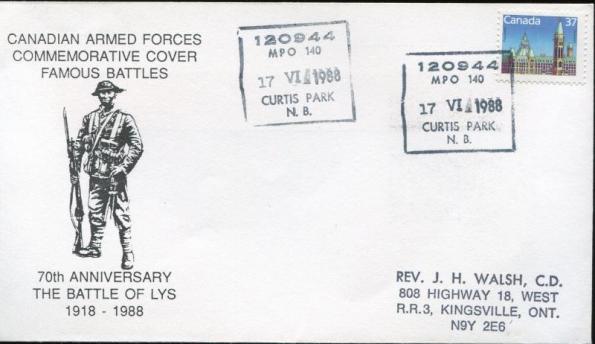 CANADIAN ARMED FORCES
COMMEMORATIVE COVER
FAMOUS BATTLES
120944
MPO 140
17 VI 1988
CURTIS PARK
N. B.
120944
MPO 140
17 VI 1988
CURTIS PARK
N. B.
Canada 37
70th ANNIVERSARY
THE BATTLE OF LYS
1918 - 1988
REV. J. H. WALSH, C.D.
808 HIGHWAY 18, WEST
R.R.3, KINGSVILLE, ONT.
N9Y 2E6